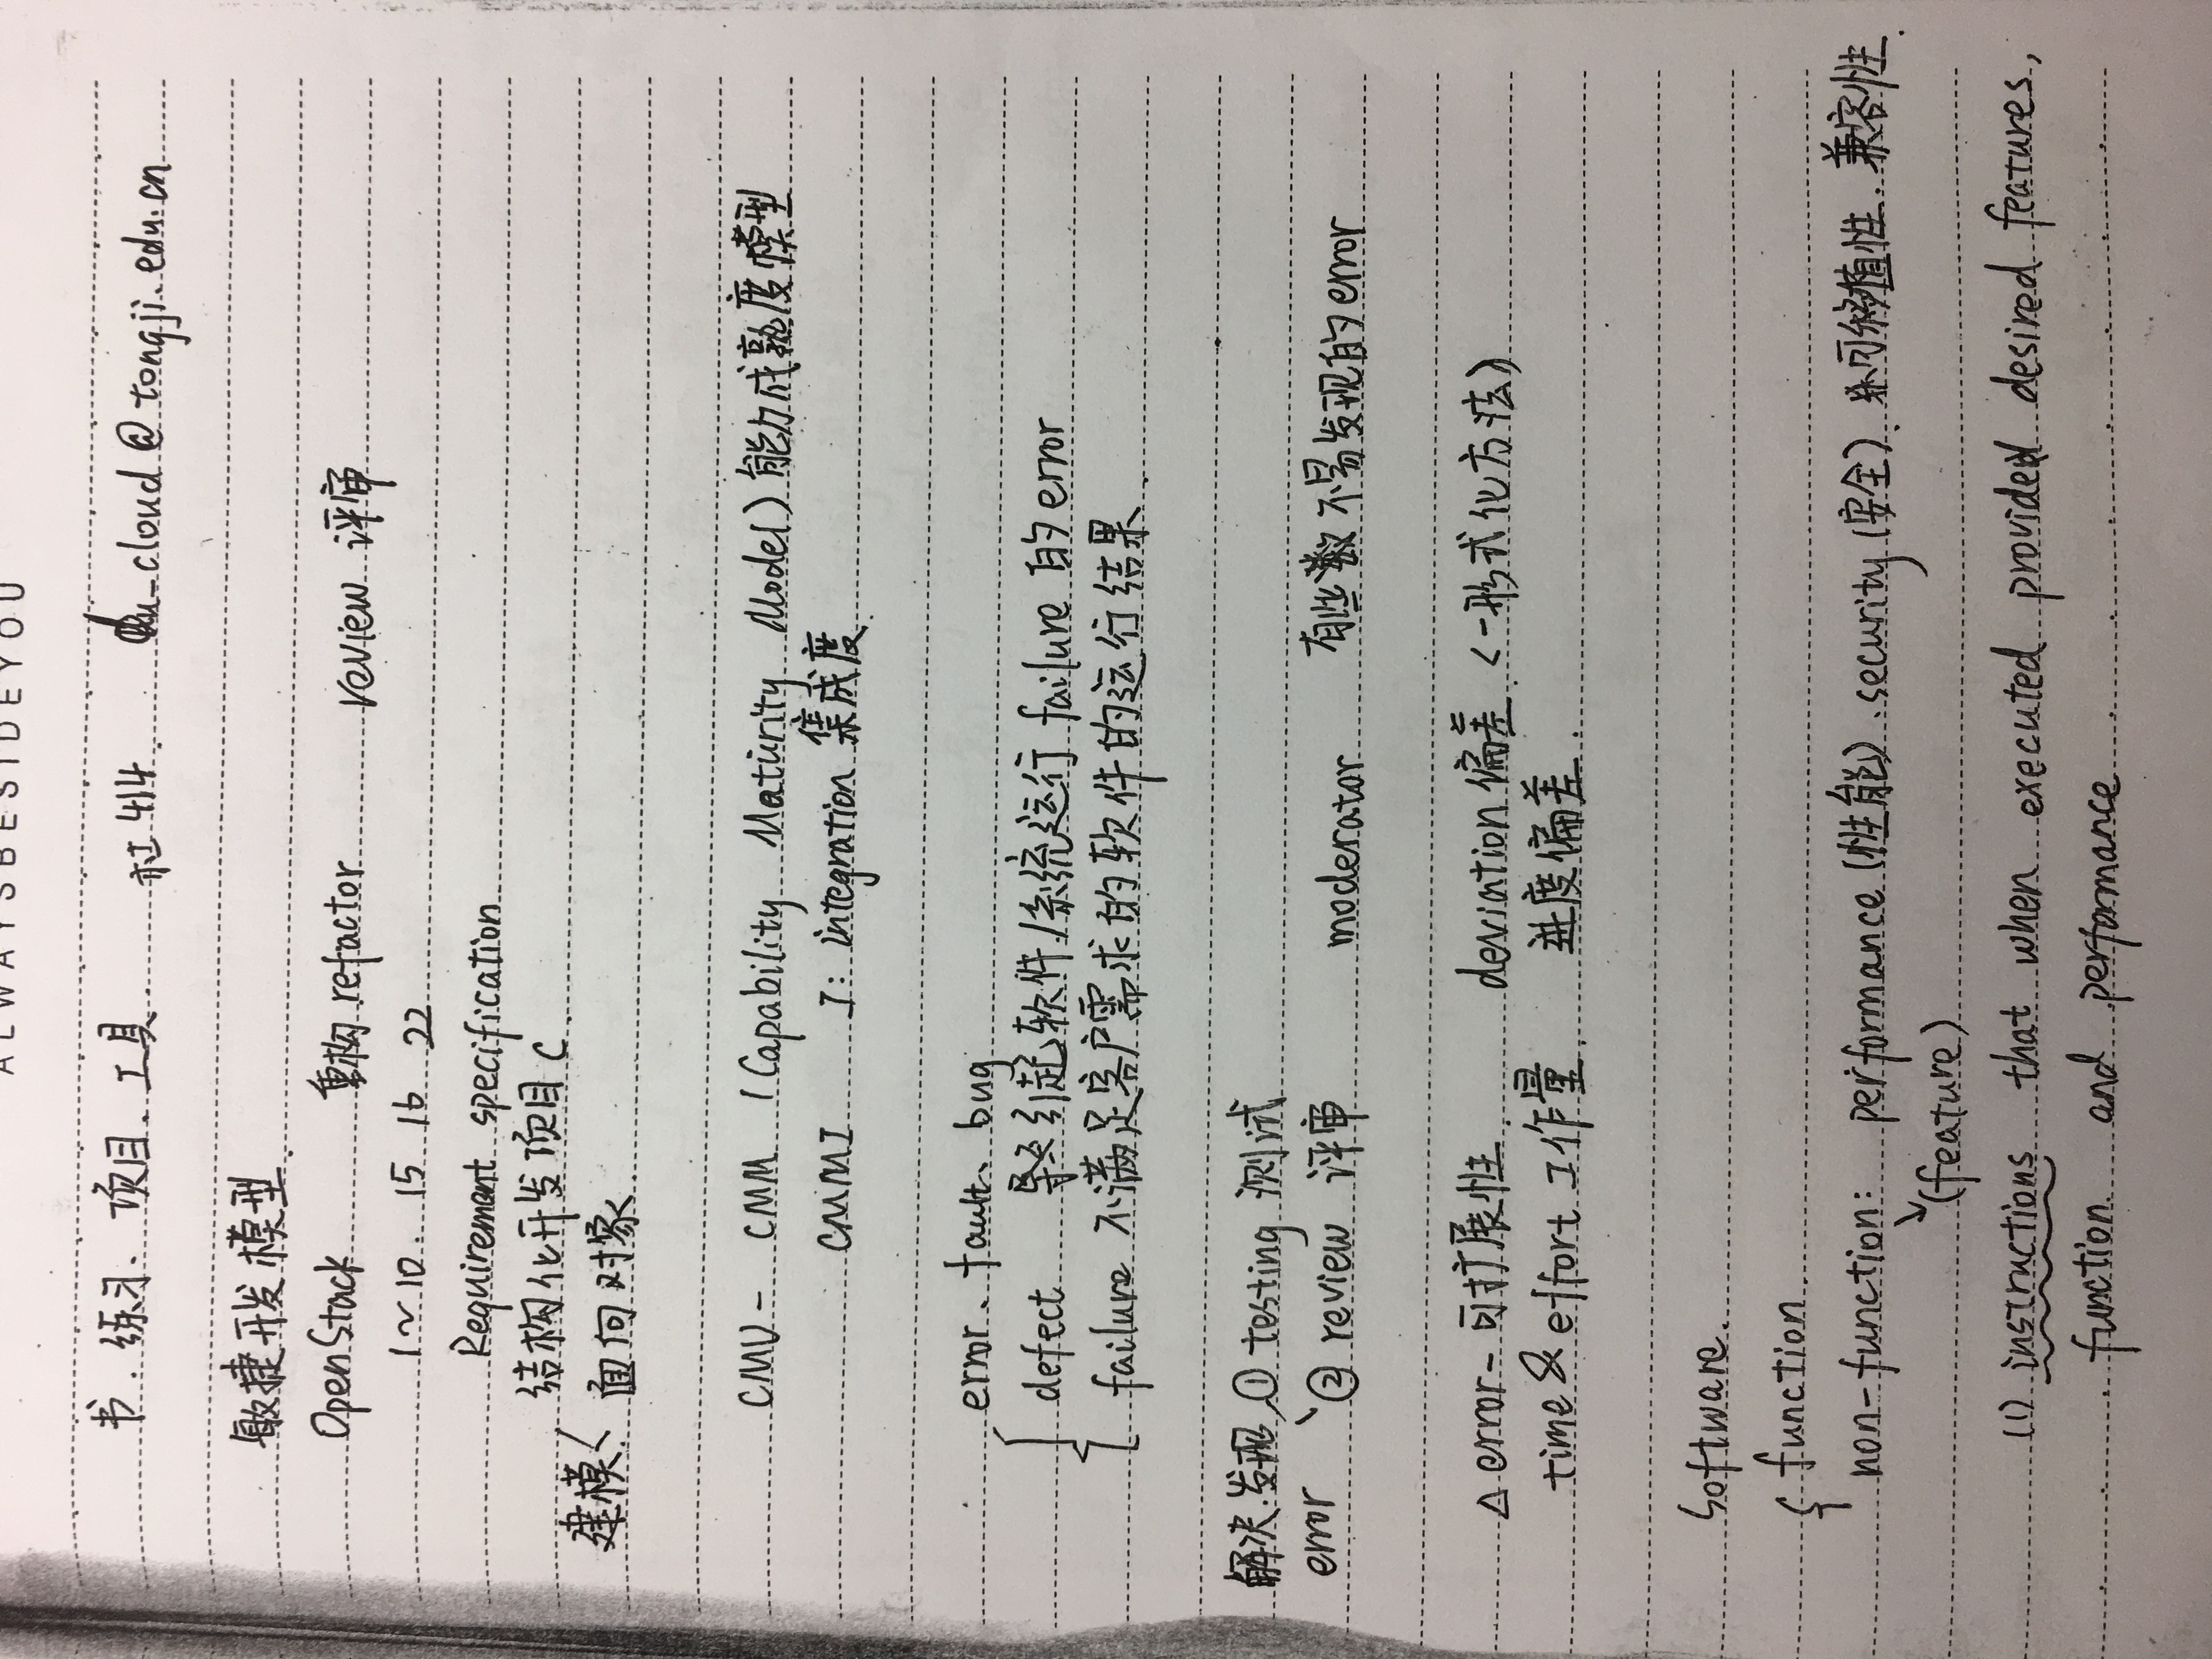 ALWAYSBESIDEYOU
书、练习、项目、工具. 414. du_cloud@tongji.edu.cn
敏捷开发模型.
OpenStack 重构 refactor review 评审
1~10. 15 16 22
Requirement specification
结构化开发项目 C.
建模
面向对象.
CMU - CMM (Capability Maturity Model) 能力成熟度模型
CMMI I: integration 集成度.
error、fault、bug
defect 引起软件/系统运行 failure 的 error
failure 不满足客户需求的软件的运行结果.
解决.发现 ① testing 测试
error ② review 评审 moderator 有些不易发现的 error
△ error - 可扩展性. deviation 偏差. <-形式化方法>
time & effort 工作量. 进度偏差.
Software.
function.
non-function: performance (性能).security (安全).可移植性.兼容性.
(feature)
(1) instructions that when executed provide desired features,
function and performance